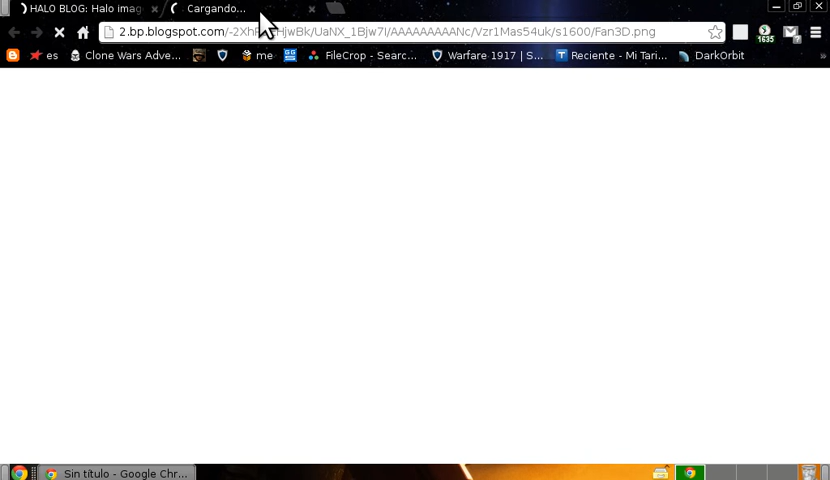 HALO BLOG: Halo imag
Cargando...
2.bp.blogspot.com/-2Xh
HjwBk/UaNX_1Bjw7I/AAAAAAAAANc/Vzr1Mas54uk/s1600/Fan3D.png
1635
es
Clone Wars Adve...
me
FileCrop - Searc...
Warfare 1917 | S...
T
Reciente - Mi Tari...
DarkOrbit
»
Sin título - Google Chr...